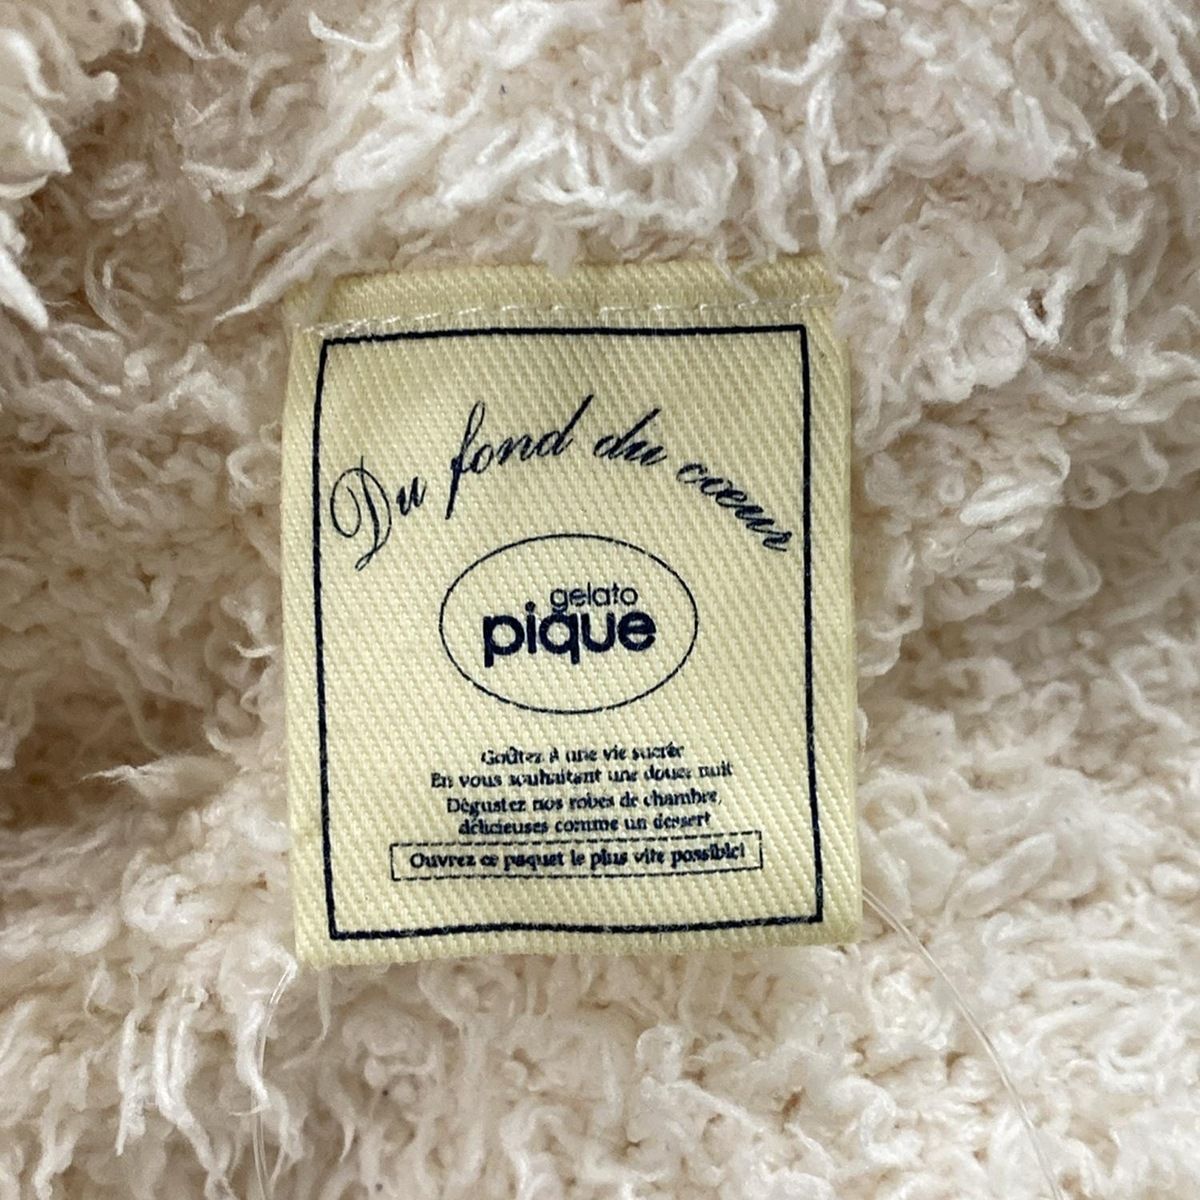 Du fond du cœur
gelato
pique
Goûtez à une vie sucrée
En vous souhaitant une douce nuit
Dégustez nos robes de chambre,
délicieuses comme un dessert
Ouvrez ce paquet le plus vite possible!